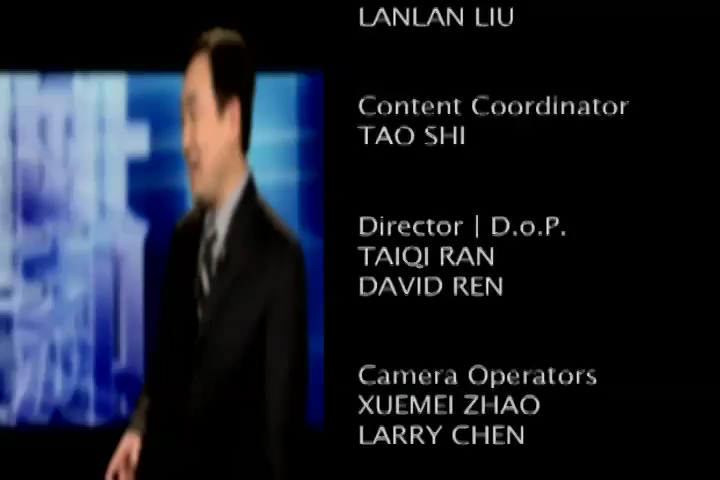 LANLAN LIU
Content Coordinator
TAO SHI
Director | D.o.P.
TAIQI RAN
DAVID REN
Camera Operators
XUEMEI ZHAO
LARRY CHEN